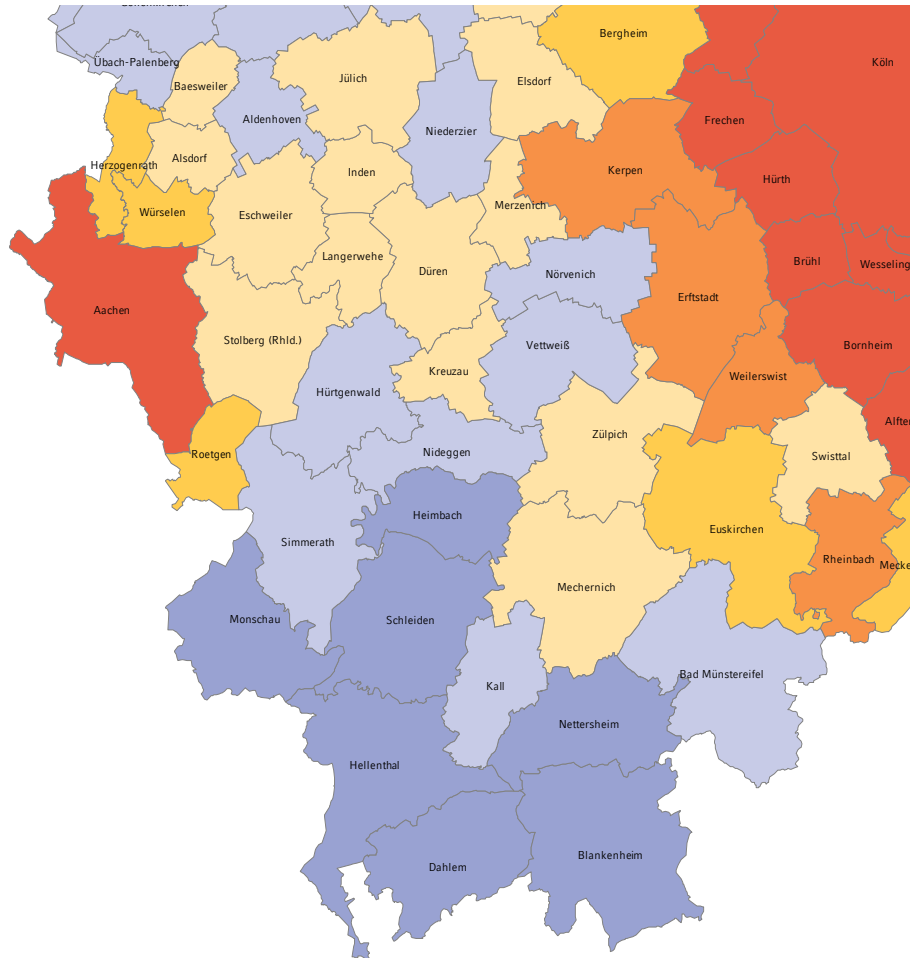 Bergheim
Übach-Palenberg
Köln
Baesweiler
Jülich
Elsdorf
Aldenhoven
Frechen
Niederzier
Herzogenrath
Alsdorf
Inden
Kerpen
Hürth
Würselen
Eschweiler
Merzenich
Langerwehe
Düren
Nörvenich
Brühl
Wesseling
Aachen
Erftstadt
Stolberg (Rhld.)
Vettweiß
Bornheim
Kreuzau
Weilerswist
Hürtgenwald
Zülpich
Roetgen
Nideggen
Swisttal
Heimbach
Euskirchen
Simmerath
Rheinbach
Mechernich
Monschau
Schleiden
Kall
Bad Münstereifel
Nettersheim
Hellenthal
Dahlem
Blankenheim